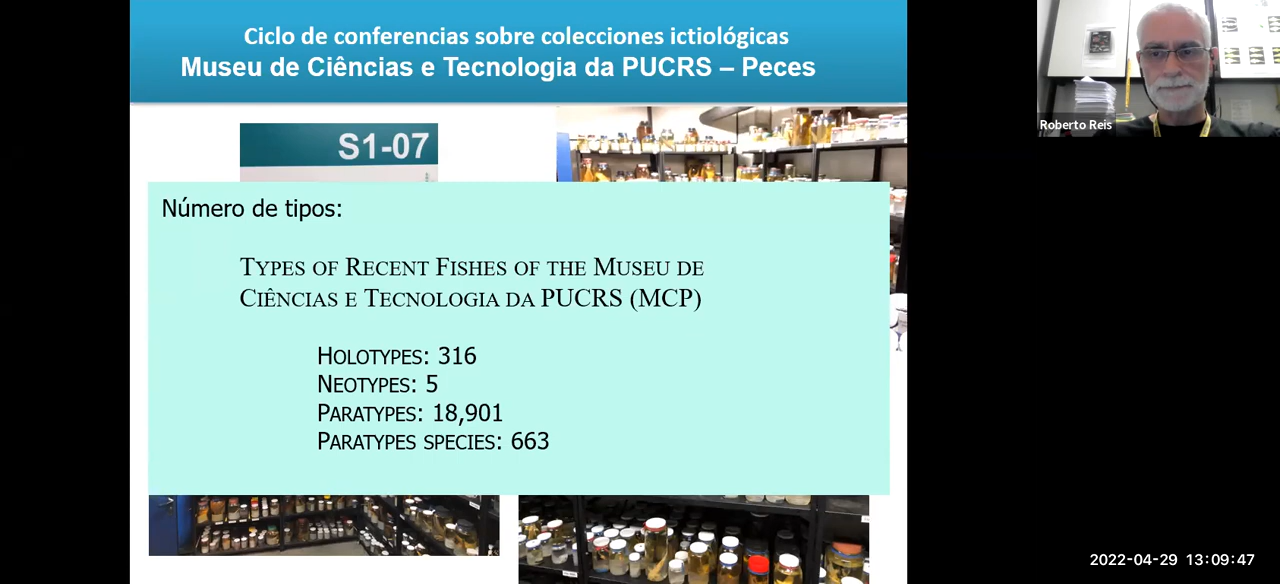 Ciclo de conferencias sobre colecciones ictiológicas
Museu de Ciências e Tecnologia da PUCRS – Peces
S1-07
Número de tipos:
TYPES OF RECENT FISHES OF THE MUSEU DE
CIÊNCIAS E TECNOLOGIA DA PUCRS (MCP)
HOLOTYPES: 316
NEOTYPES: 5
PARATYPES: 18,901
PARATYPES SPECIES: 663
Roberto Reis
2022-04-29 13:09:47